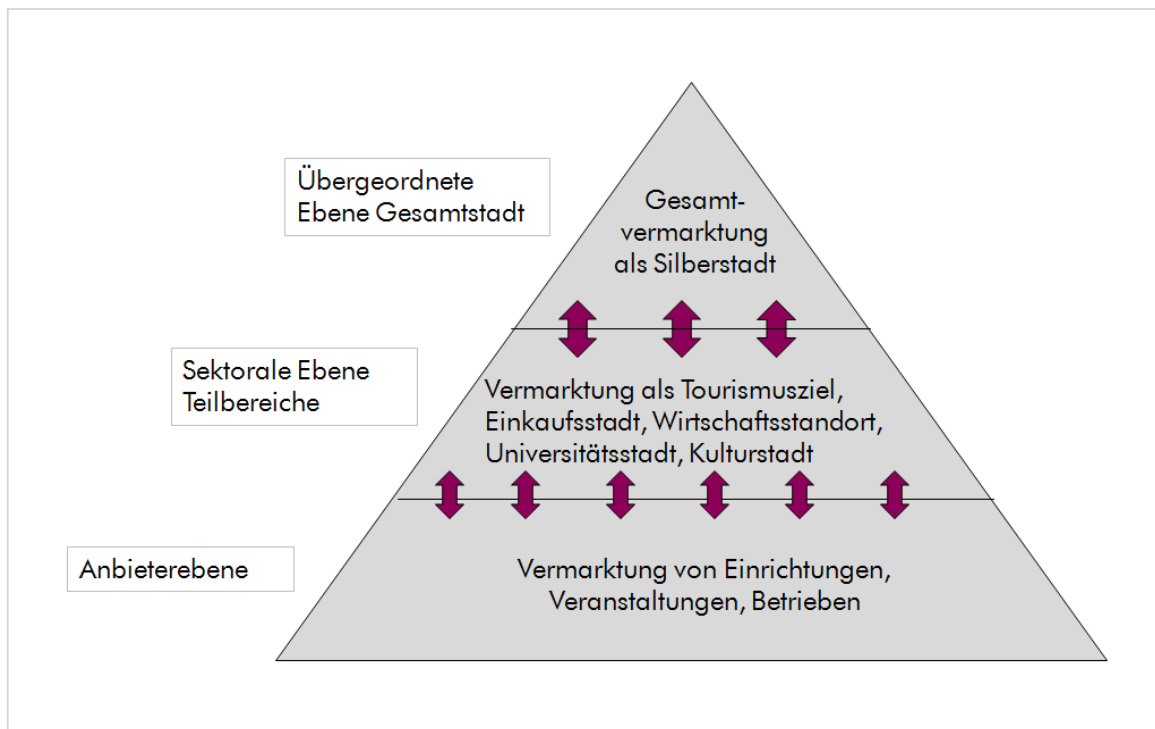 Übergeordnete
Ebene Gesamtstadt
Gesamt-
vermarktung
als Silberstadt
Sektorale Ebene
Teilbereiche
Vermarktung als Tourismusziel,
Einkaufsstadt, Wirtschaftsstandort,
Universitätsstadt, Kulturstadt
Anbieterebene
Vermarktung von Einrichtungen,
Veranstaltungen, Betrieben